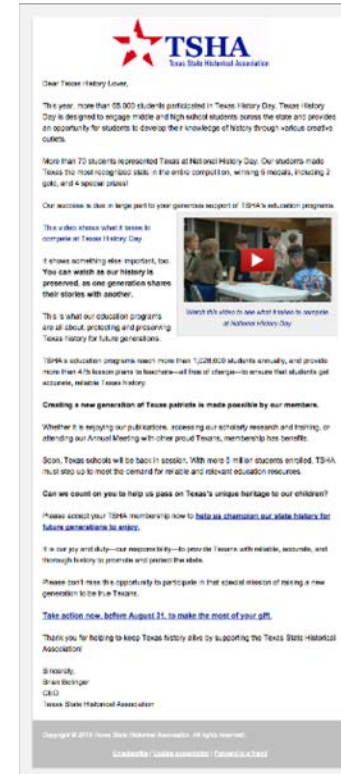 TSHA
Texas State Historical Association
Dear Texas History Lover,
This year, more than 65,000 students participated in Texas History Day. Texas History
Day is designed to engage middle and high school students across the state and provides
an opportunity for students to develop their knowledge of history through various creative
outlets.
More than 70 students represented Texas at National History Day. Our students made
Texas the most recognized state in the entire competition, winning 6 medals, including 2
gold, and 4 special prizes!
Our success is due in large part to your generous support of TSHA's education programs.
This video shows what it takes to
compete at Texas History Day
It shows something else important, too.
You can watch as our history is
preserved, as one generation shares
their stories with another.
This is what our education programs
are all about, protecting and preserving
Texas history for future generations.
Watch this video to see what it takes to compete
at National History Day
TSHA's education programs reach more than students annually, and provide
more than lesson plans to teachers—all free of charge—to ensure that students get
accurate, reliable Texas history.
Creating a new generation of Texas patriots is made possible by our members.
Whether it is enjoying our publications, accessing our scholarly research and training, or
attending our Annual Meeting with other proud Texans, membership has benefits.
Soon, Texas schools will be back in session. With more 5 million students enrolled, TSHA
must step up to meet the demand for reliable and relevant education resources.
Can we count on you to help us pass on Texas's unique heritage to our children?
Please accept your TSHA membership now to help us champion our state history for
future generations to enjoy.
It is our joy and duty—our responsibility—to provide Texans with reliable, accurate, and
thorough history to promote and protect the state.
Please don't miss this opportunity to participate in that special mission of raising a new
generation to be true Texans.
Take action now, before August 31, to make the most of your gift.
Thank you for helping to keep Texas history alive by supporting the Texas State Historical
Association!
Sincerely,
Brian Bolinger
CEO
Texas State Historical Association
Copyright © Texas State Historical Association, All rights reserved.
Unsubscribe | Update subscription | Forward to a friend